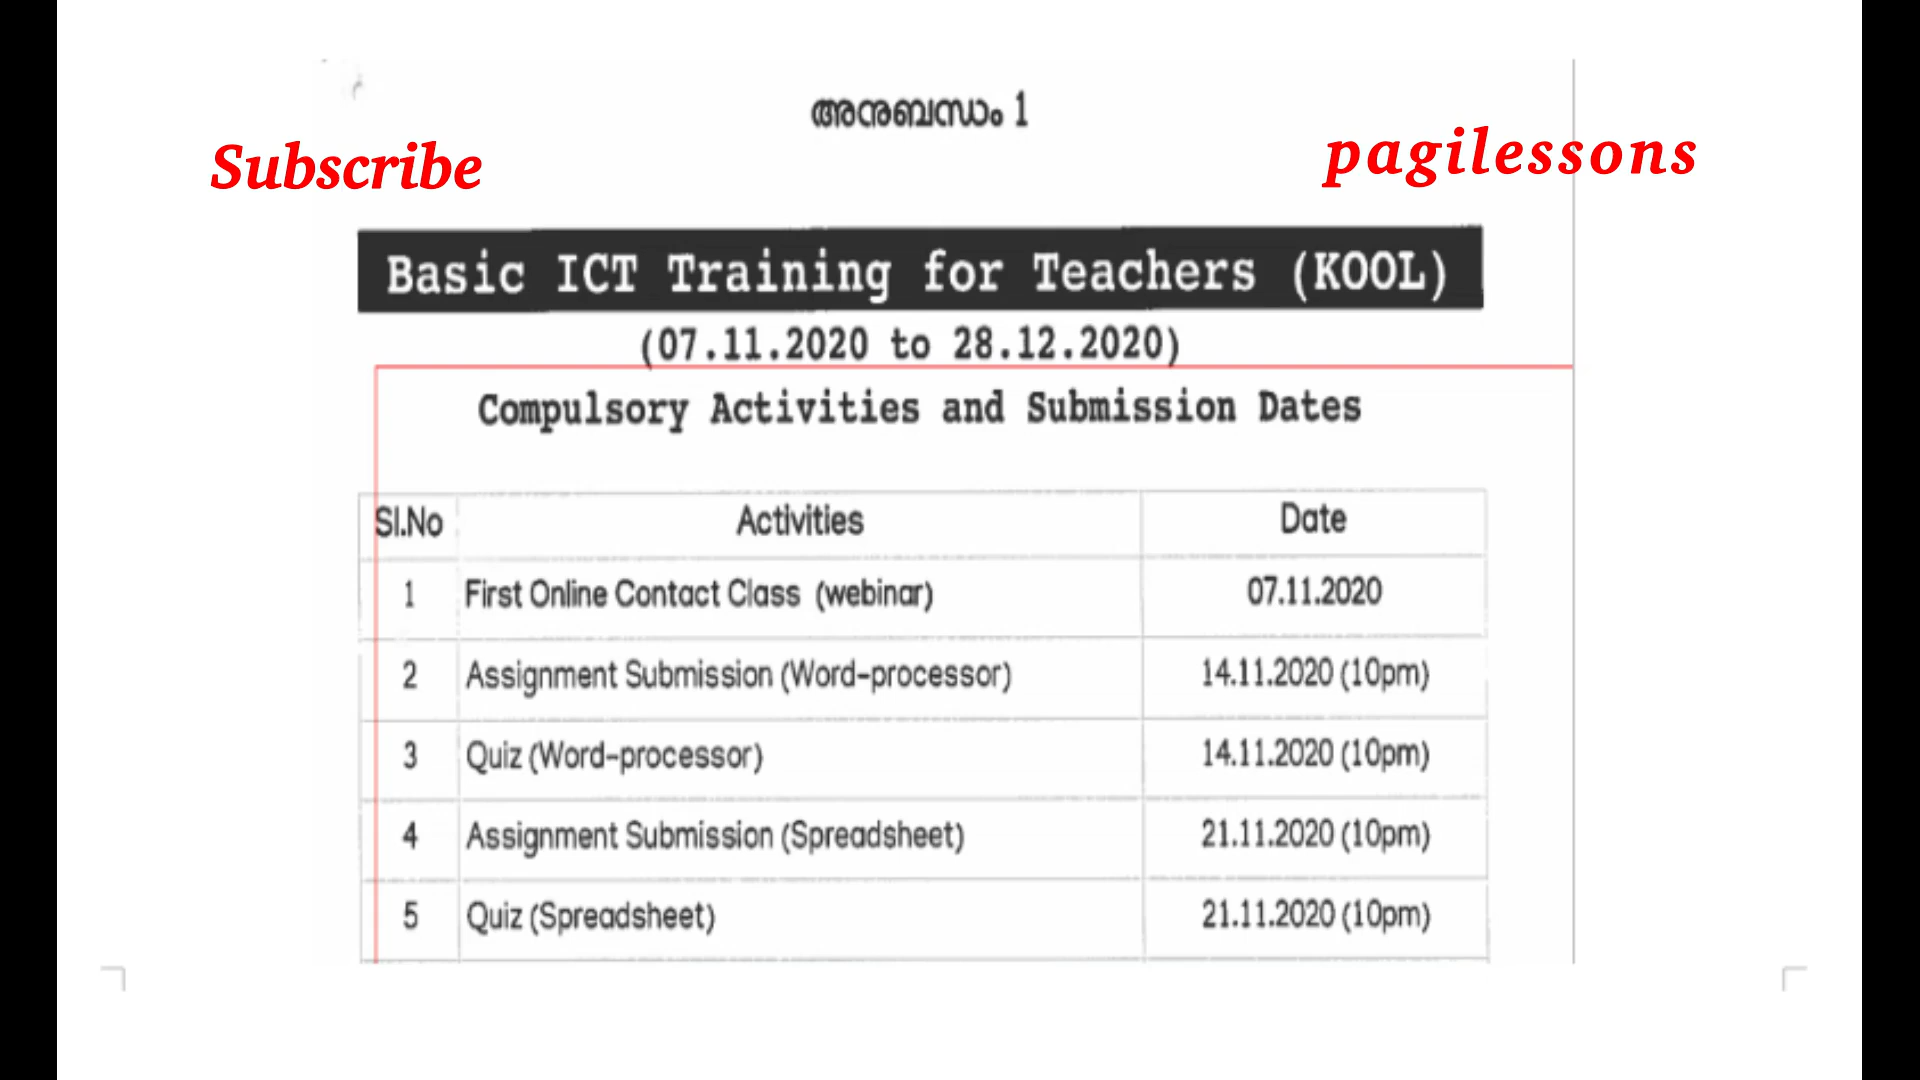 അനുബന്ധം 1
Subscribe
pagilessons
Basic ICT Training for Teachers (KOOL)
(07.11.2020 to 28.12.2020)
Compulsory Activities and Submission Dates
Sl.No Activities Date
1 First Online Contact Class (webinar) 07.11.2020
2 Assignment Submission (Word-processor) 14.11.2020 (10pm)
3 Quiz (Word-processor) 14.11.2020 (10pm)
4 Assignment Submission (Spreadsheet) 21.11.2020 (10pm)
5 Quiz (Spreadsheet) 21.11.2020 (10pm)